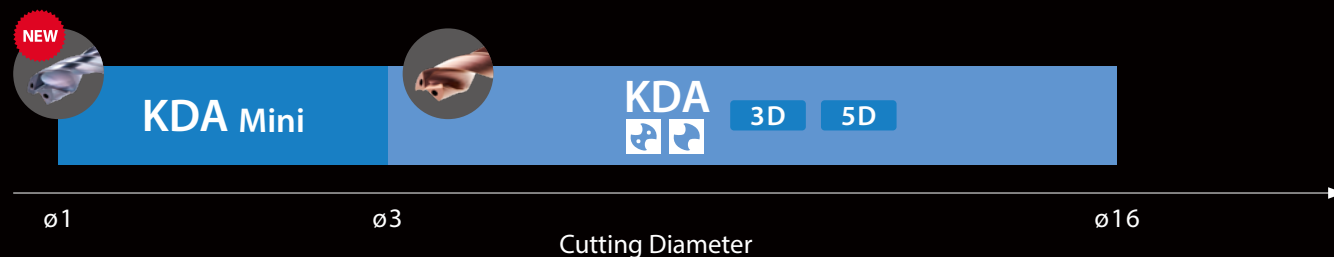 NEW
KDA Mini
KDA
3D 5D
ø1 ø3 ø16
Cutting Diameter